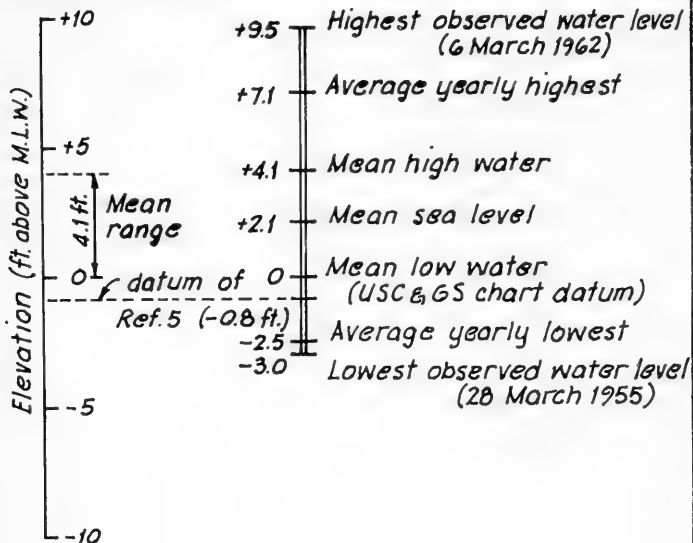 +10
+9.5 Highest observed water level
(6 March 1962)
+7.1 Average yearly highest
+5
+4.1 Mean high water
4.1 ft. Mean range
+2.1 Mean sea level
Elevation (ft. above M.L.W.)
0 0 Mean low water
(USC & GS chart datum)
datum of
Ref. 5 (-0.8 ft.)
-2.5 Average yearly lowest
-3.0 Lowest observed water level
(28 March 1955)
-5
-10